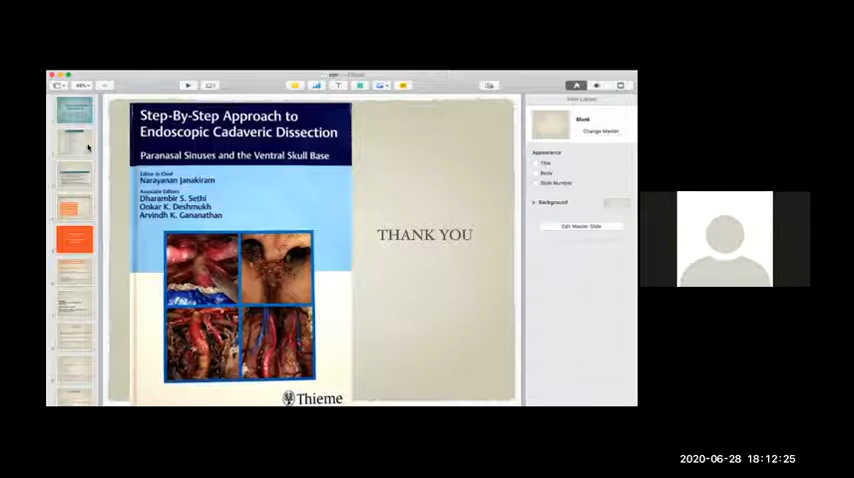 Step-By-Step Approach to
Endoscopic Cadaveric Dissection
Paranasal Sinuses and the Ventral Skull Base
Editor in Chief
Narayanan Janakiram
Associate Editors
Dharambir S. Sethi
Onkar K. Deshmukh
Arvindh K. Gananathan
Thieme
THANK YOU
Blank
Change Master
Appearance
Title
Body
Slide Number
Background
Edit Master Slide
2020-06-28 18:12:25